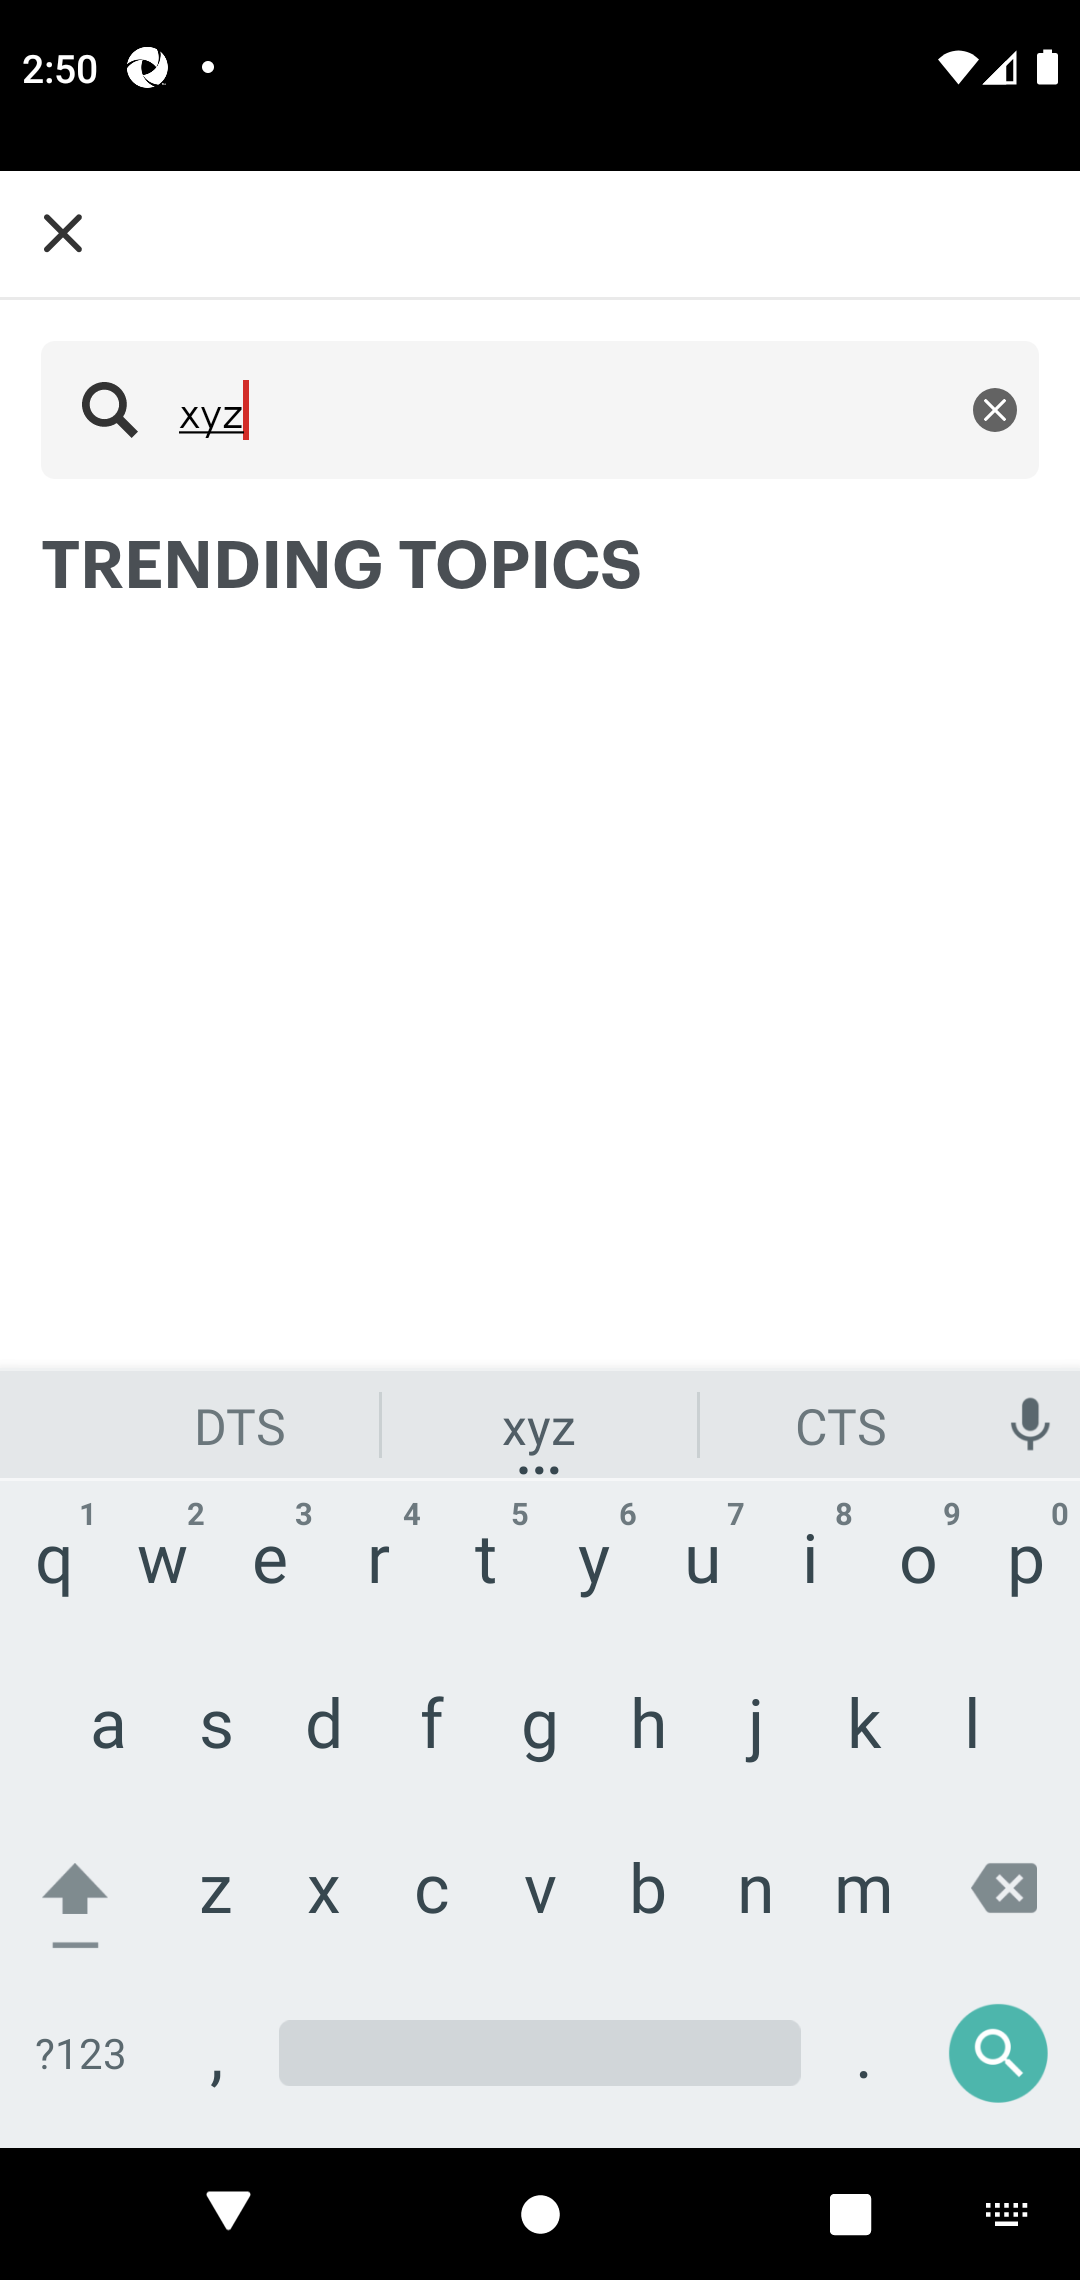 2:50
xyz
TRENDING TOPICS
DTS xyz CTS
1 2 3 4 5 6 7 8 9 0
q w e r t y u i o p
a s d f g h j k l
z x c v b n m
?123 , .